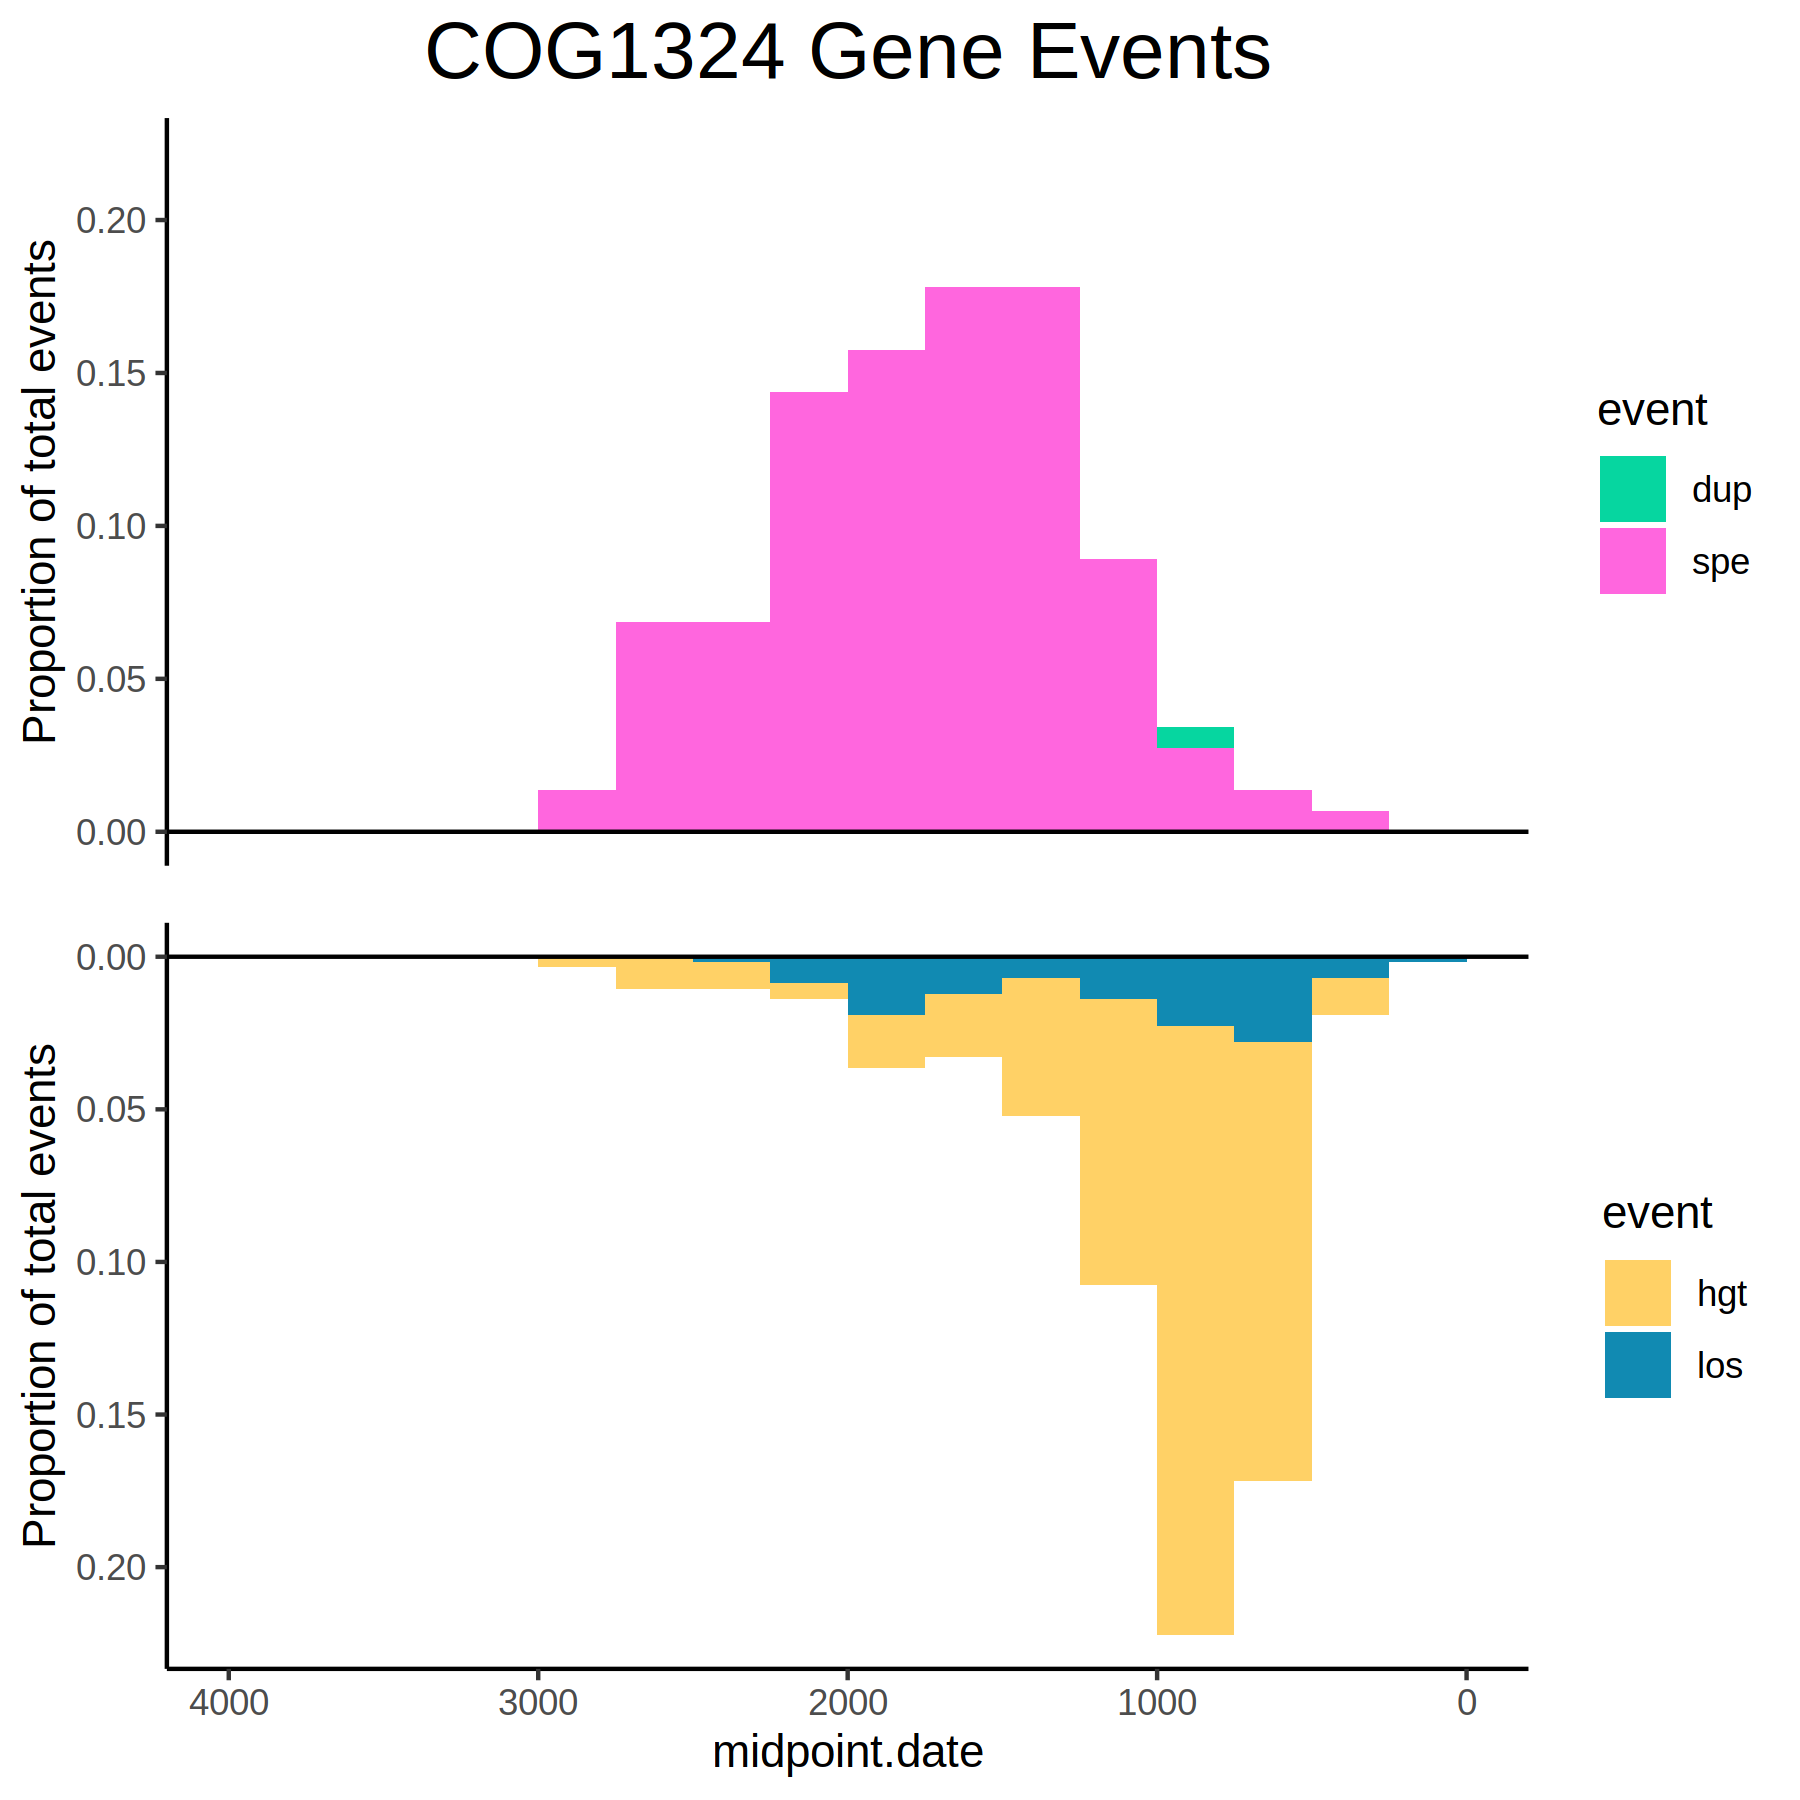 COG1324 Gene Events
Proportion of total events
0.20
0.15
0.10
0.05
0.00
event
dup
spe
Proportion of total events
0.00
0.05
0.10
0.15
0.20
event
hgt
los
4000 3000 2000 1000 0
midpoint.date